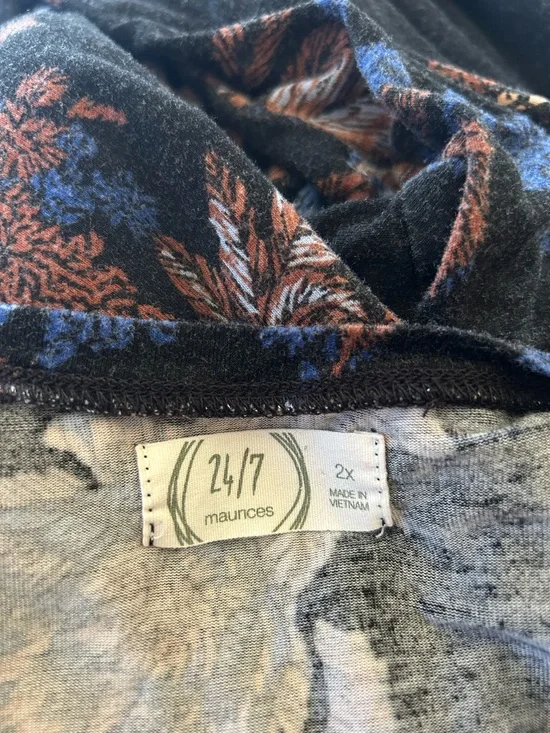 24/7
maurices
2X
MADE IN
VIETNAM